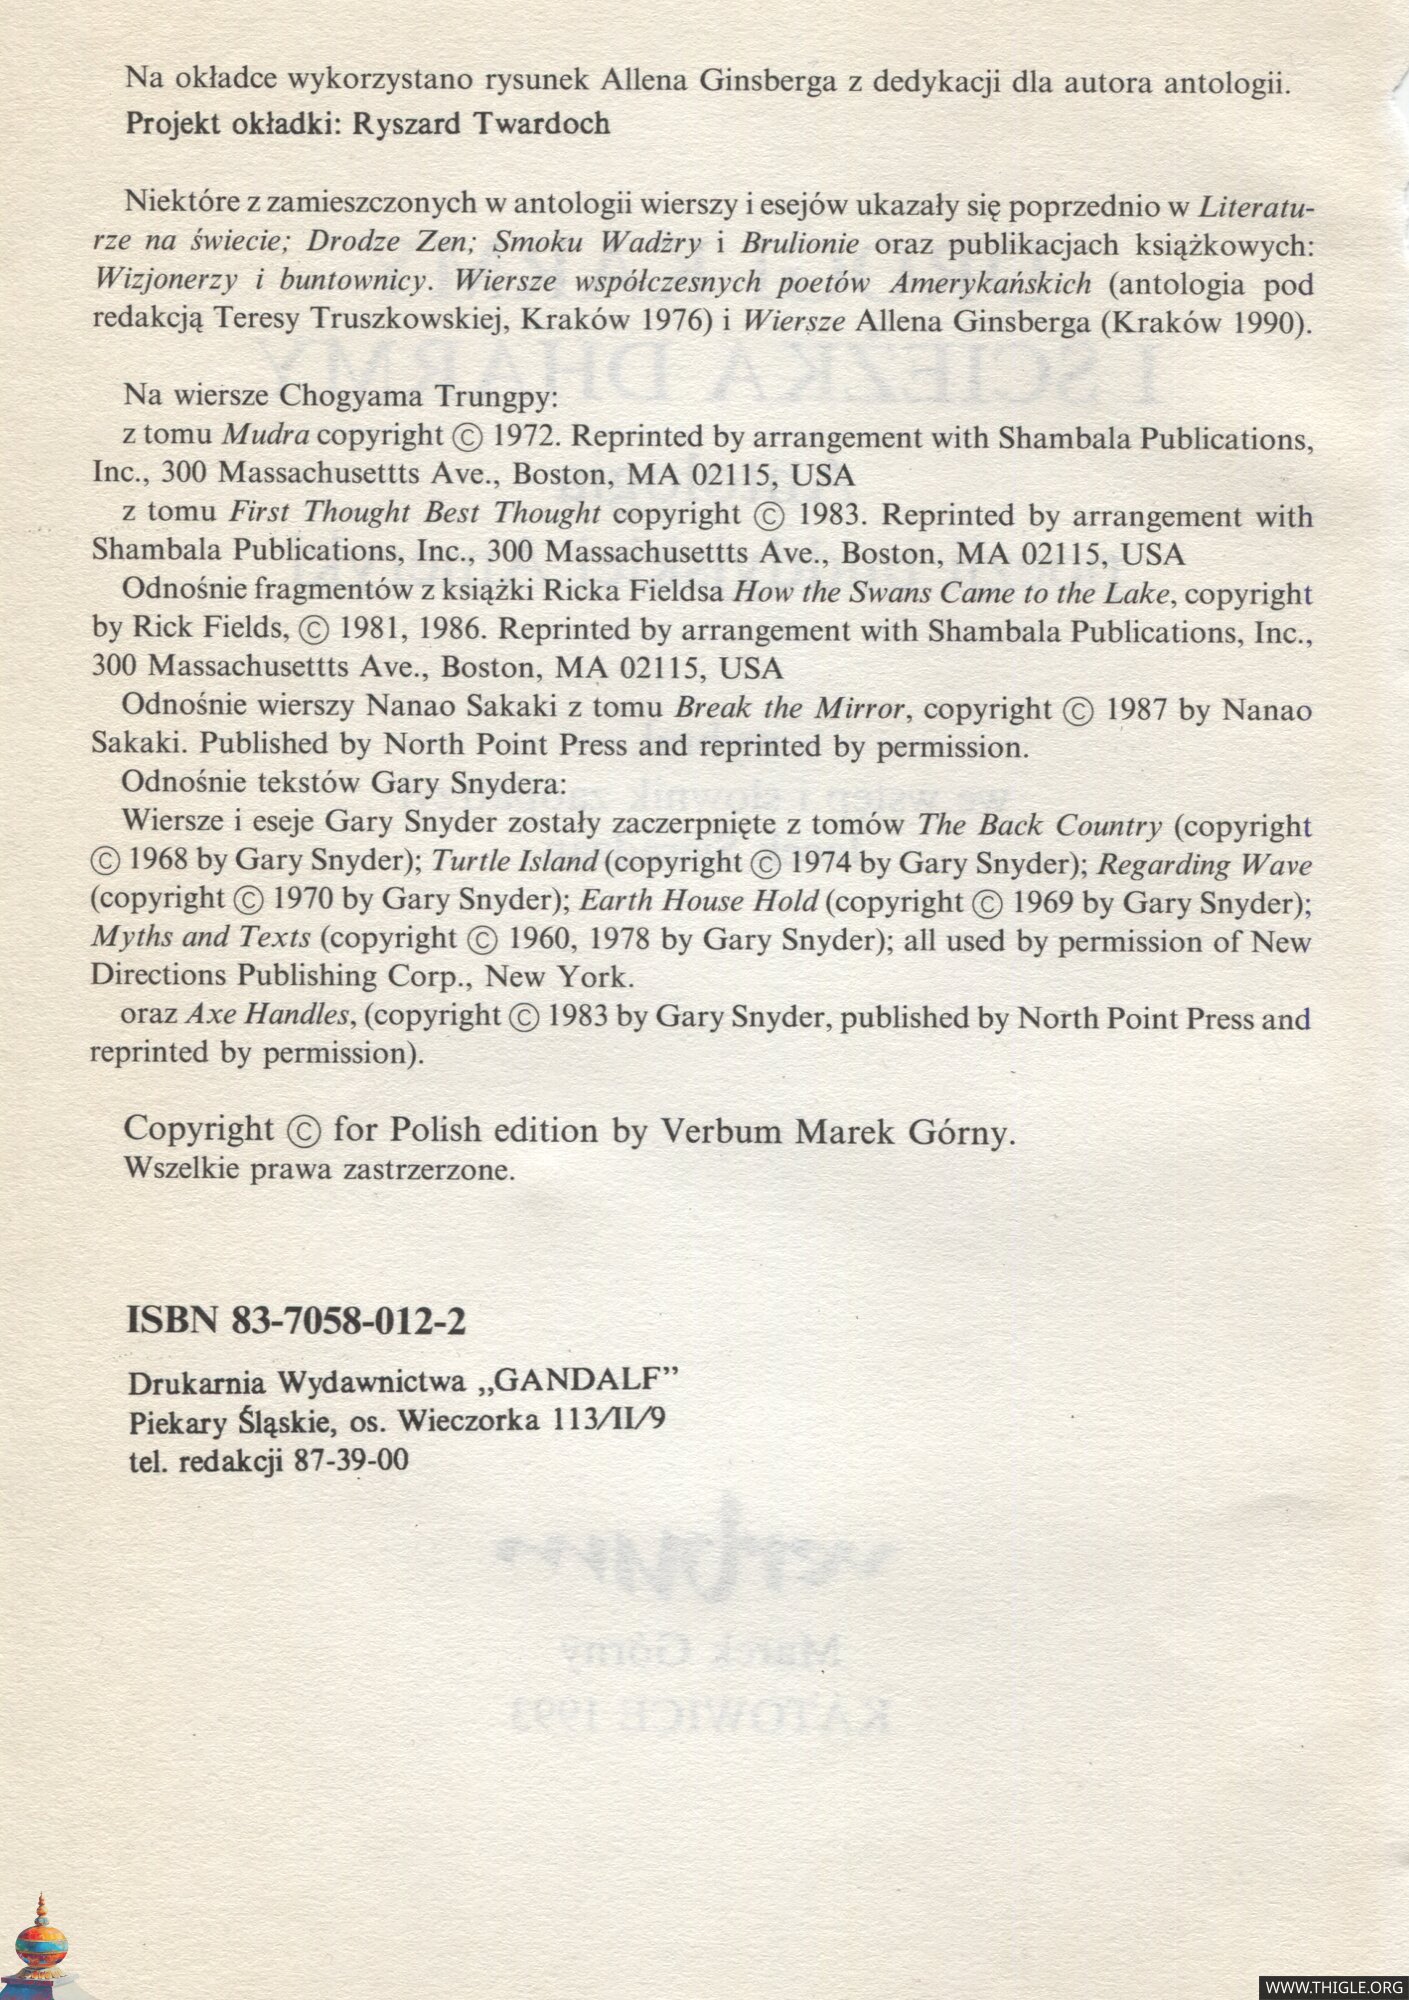 Na okładce wykorzystano rysunek Allena Ginsberga z dedykacji dla autora antologii.
Projekt okładki: Ryszard Twardoch
Niektóre z zamieszczonych w antologii wierszy i esejów ukazały się poprzednio w Literatu-
rze na świecie; Drodze Zen; Smoku Wadżry i Brulionie oraz publikacjach książkowych:
Wizjonerzy i buntownicy. Wiersze współczesnych poetów Amerykańskich (antologia pod
redakcją Teresy Truszkowskiej, Kraków 1976) i Wiersze Allena Ginsberga (Kraków 1990).
I ŚCIEŻKA DHARMY
Na wiersze Chogyama Trungpy:
z tomu Mudra copyright © 1972. Reprinted by arrangement with Shambala Publications,
Inc., 300 Massachusettts Ave., Boston, MA 02115, USA
z tomu First Thought Best Thought copyright © 1983. Reprinted by arrangement with
Shambala Publications, Inc., 300 Massachusettts Ave., Boston, MA 02115, USA
Odnośnie fragmentów z książki Ricka Fieldsa How the Swans Came to the Lake, copyright
by Rick Fields, © 1981, 1986. Reprinted by arrangement with Shambala Publications, Inc.,
300 Massachusettts Ave., Boston, MA 02115, USA
Odnośnie wierszy Nanao Sakaki z tomu Break the Mirror, copyright © 1987 by Nanao
Sakaki. Published by North Point Press and reprinted by permission.
Odnośnie tekstów Gary Snydera:
Wiersze i eseje Gary Snyder zostały zaczerpnięte z tomów The Back Country (copyright
© 1968 by Gary Snyder); Turtle Island (copyright © 1974 by Gary Snyder); Regarding Wave
(copyright © 1970 by Gary Snyder); Earth House Hold (copyright © 1969 by Gary Snyder);
Myths and Texts (copyright © 1960, 1978 by Gary Snyder); all used by permission of New
Directions Publishing Corp., New York.
oraz Axe Handles, (copyright © 1983 by Gary Snyder, published by North Point Press and
reprinted by permission).
Copyright © for Polish edition by Verbum Marek Górny.
Wszelkie prawa zastrzerzone.
ISBN 83-7058-012-2
Drukarnia Wydawnictwa „GANDALF”
Piekary Śląskie, os. Wieczorka 113/II/9
tel. redakcji 87-39-00
verbum
Marek Górny
KATOWICE 1993
WWW.THIGLE.ORG